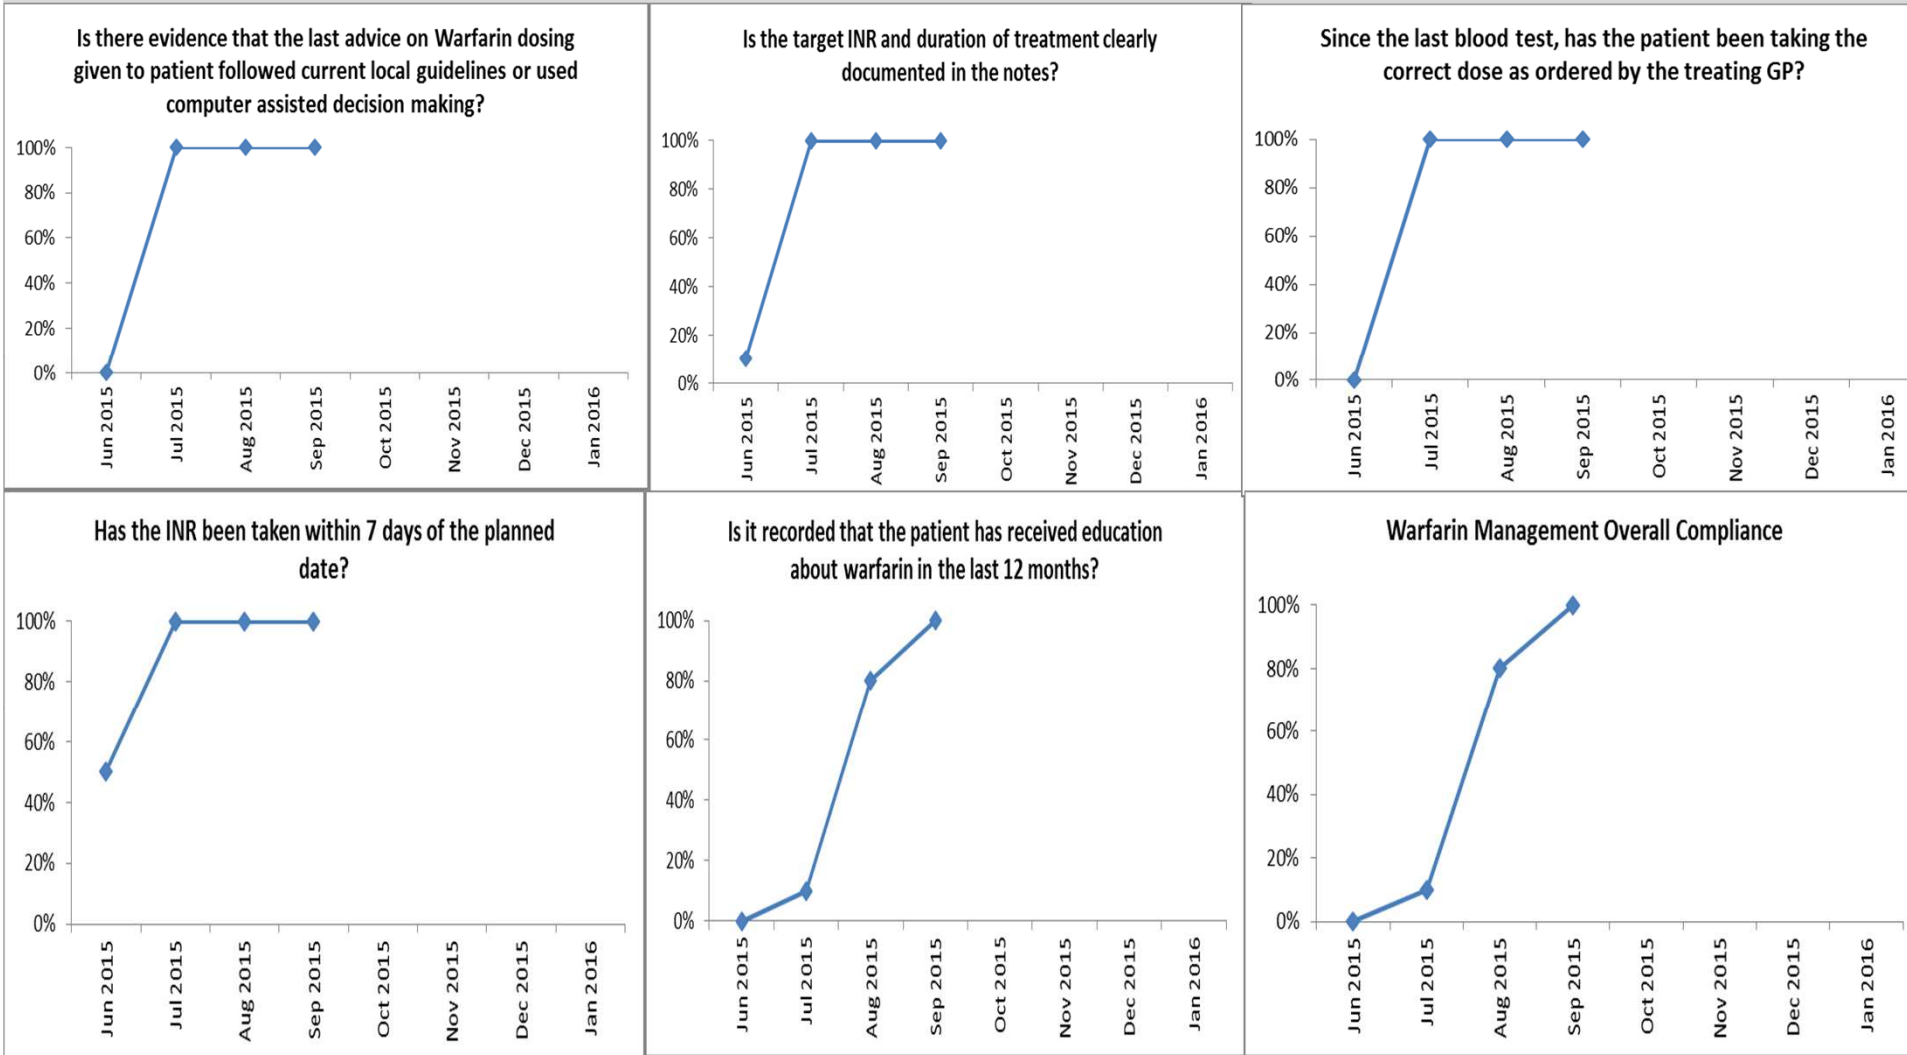 Is there evidence that the last advice on Warfarin dosing
given to patient followed current local guidelines or used
computer assisted decision making?
100%
80%
60%
40%
20%
0%
Jun 2015
Jul 2015
Aug 2015
Sep 2015
Oct 2015
Nov 2015
Dec 2015
Jan 2016
Is the target INR and duration of treatment clearly
documented in the notes?
100%
80%
60%
40%
20%
0%
Jun 2015
Jul 2015
Aug 2015
Sep 2015
Oct 2015
Nov 2015
Dec 2015
Jan 2016
Since the last blood test, has the patient been taking the
correct dose as ordered by the treating GP?
100%
80%
60%
40%
20%
0%
Jun 2015
Jul 2015
Aug 2015
Sep 2015
Oct 2015
Nov 2015
Dec 2015
Jan 2016
Has the INR been taken within 7 days of the planned
date?
100%
80%
60%
40%
20%
0%
Jun 2015
Jul 2015
Aug 2015
Sep 2015
Oct 2015
Nov 2015
Dec 2015
Jan 2016
Is it recorded that the patient has received education
about warfarin in the last 12 months?
100%
80%
60%
40%
20%
0%
Jun 2015
Jul 2015
Aug 2015
Sep 2015
Oct 2015
Nov 2015
Dec 2015
Jan 2016
Warfarin Management Overall Compliance
100%
80%
60%
40%
20%
0%
Jun 2015
Jul 2015
Aug 2015
Sep 2015
Oct 2015
Nov 2015
Dec 2015
Jan 2016